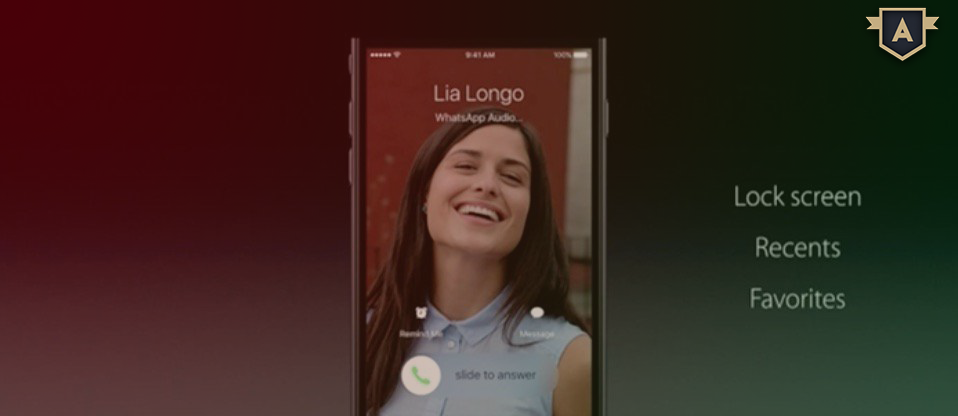 A
9:41 AM
100%
Lia Longo
WhatsApp Audio...
Lock screen
Recents
Favorites
Remind Me
Message
slide to answer